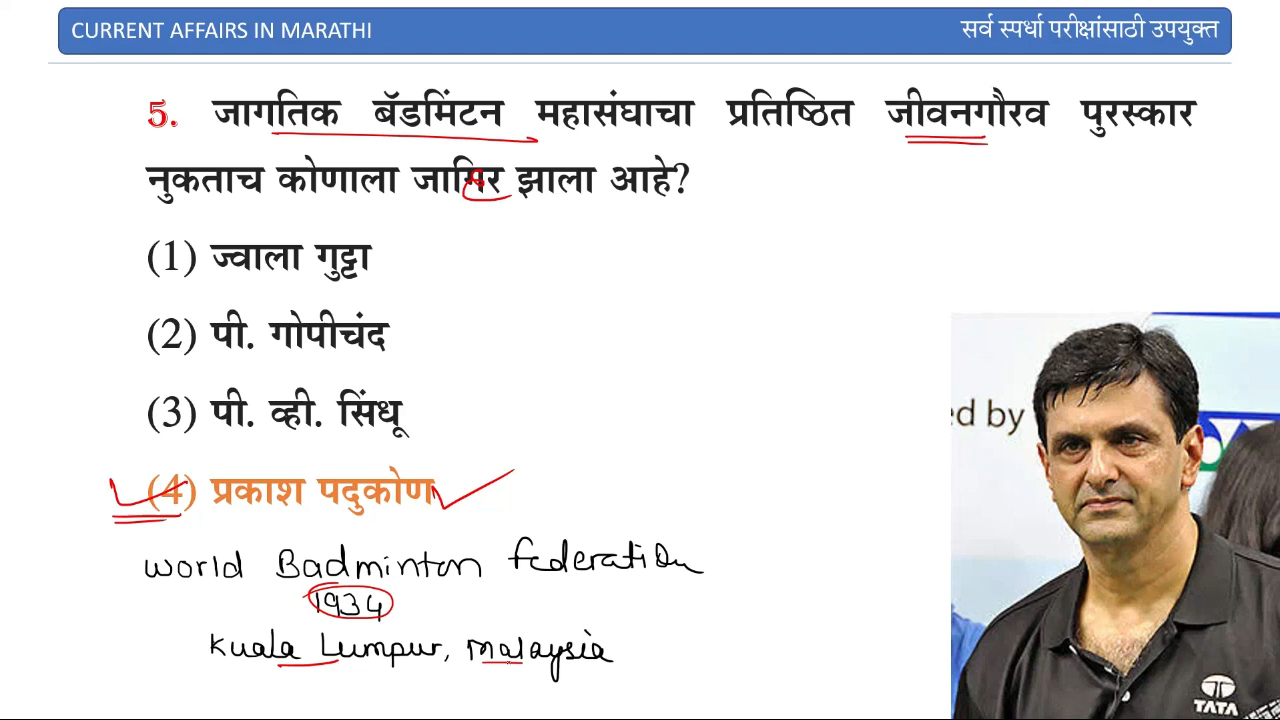 CURRENT AFFAIRS IN MARATHI
सर्व स्पर्धा परीक्षांसाठी उपयुक्त
5. जागतिक बॅडमिंटन महासंघाचा प्रतिष्ठित जीवनगौरव पुरस्कार
नुकताच कोणाला जामिर झाला आहे?
(1) ज्वाला गुट्टा
(2) पी. गोपीचंद
(3) पी. व्ही. सिंधू
(4) प्रकाश पदुकोण
ed by
World Badminton Federation
1934
Kuala Lumpur, Malaysia
TATA